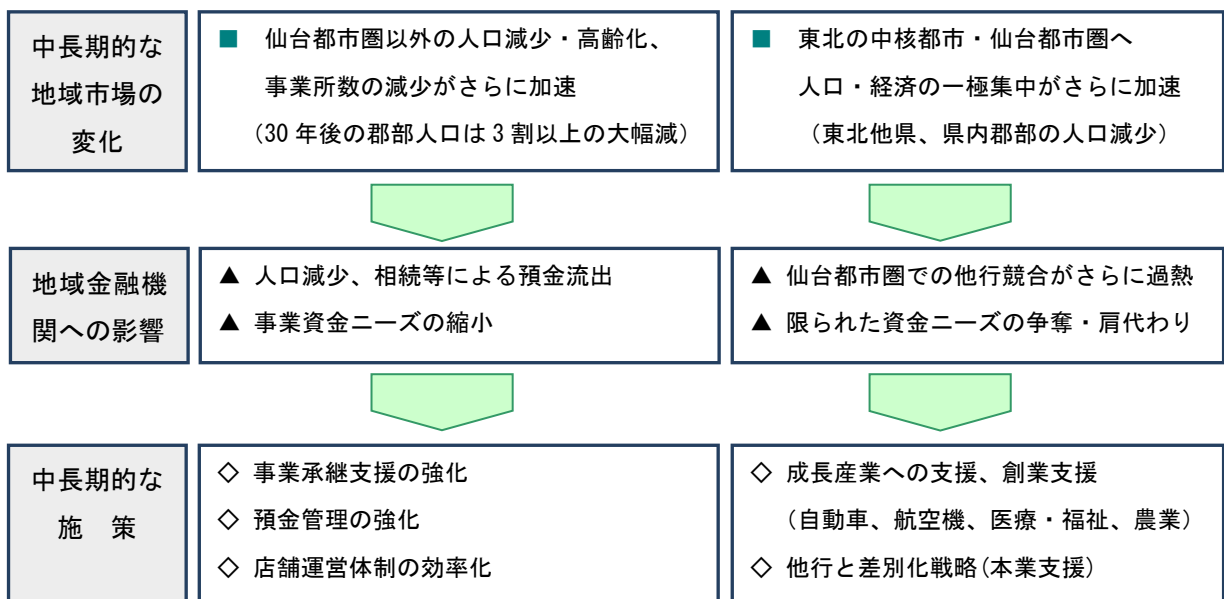 中長期的な
地域市場の
変化
■ 仙台都市圏以外の人口減少・高齢化、
事業所数の減少がさらに加速
（30 年後の郡部人口は 3 割以上の大幅減）
■ 東北の中核都市・仙台都市圏へ
人口・経済の一極集中がさらに加速
（東北他県、県内郡部の人口減少）
地域金融機
関への影響
▲ 人口減少、相続等による預金流出
▲ 事業資金ニーズの縮小
▲ 仙台都市圏での他行競合がさらに過熱
▲ 限られた資金ニーズの争奪・肩代わり
中長期的な
施　策
◇ 事業承継支援の強化
◇ 預金管理の強化
◇ 店舗運営体制の効率化
◇ 成長産業への支援、創業支援
（自動車、航空機、医療・福祉、農業）
◇ 他行と差別化戦略(本業支援)